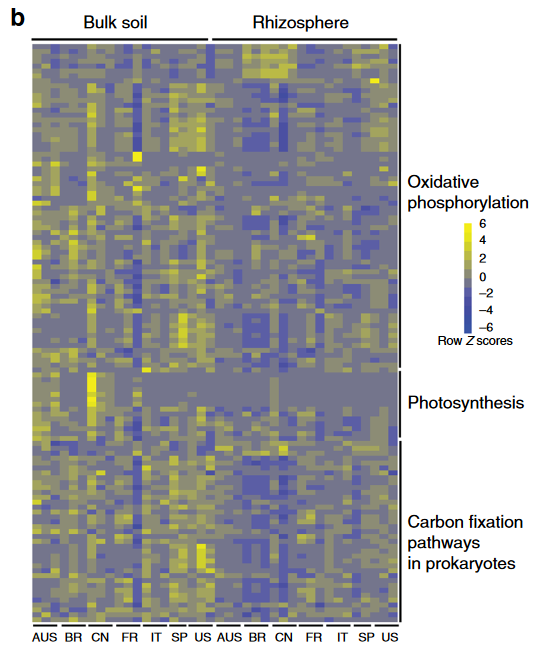 b
Bulk soil Rhizosphere
Oxidative
phosphorylation
6
4
2
0
−2
−4
−6
Row Z scores
Photosynthesis
Carbon fixation
pathways
in prokaryotes
AUS BR CN FR IT SP US AUS BR CN FR IT SP US